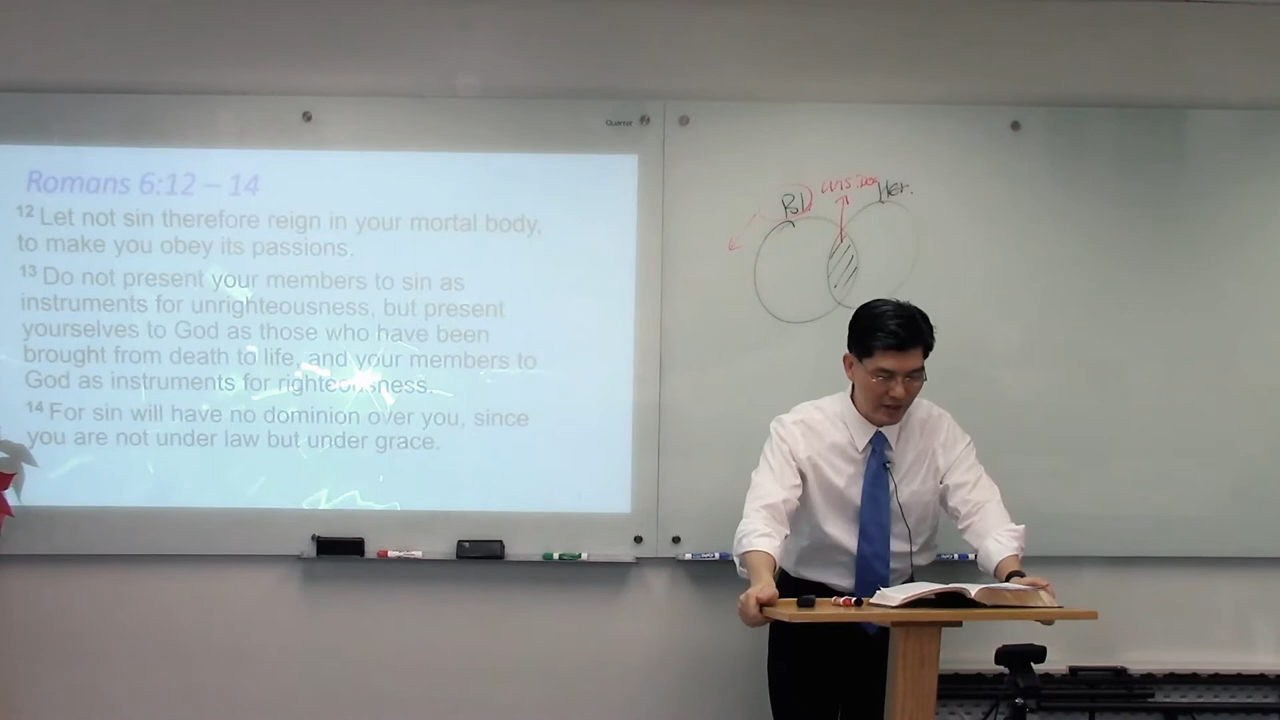 Quartet
Romans 6:12 – 14
12 Let not sin therefore reign in your mortal body,
to make you obey its passions.
13 Do not present your members to sin as
instruments for unrighteousness, but present
yourselves to God as those who have been
brought from death to life, and your members to
God as instruments for righteousness.
14 For sin will have no dominion over you, since
you are not under law but under grace.
Her.